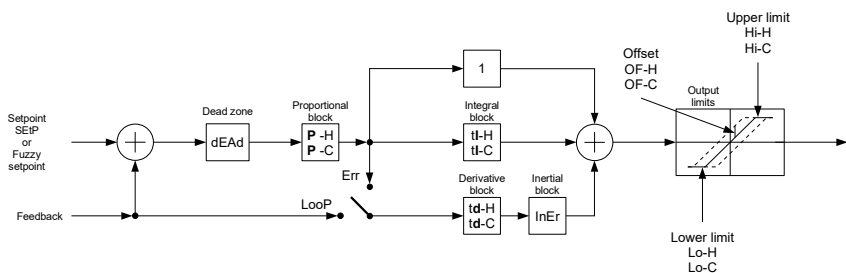 Setpoint
SEtP
or
Fuzzy
setpoint
Feedback
Dead zone
dEAd
Proportional
block
P -H
P -C
Err
LooP
1
Integral
block
tI-H
tI-C
Derivative
block
td-H
td-C
Inertial
block
InEr
Offset
OF-H
OF-C
Output
limits
Upper limit
Hi-H
Hi-C
Lower limit
Lo-H
Lo-C